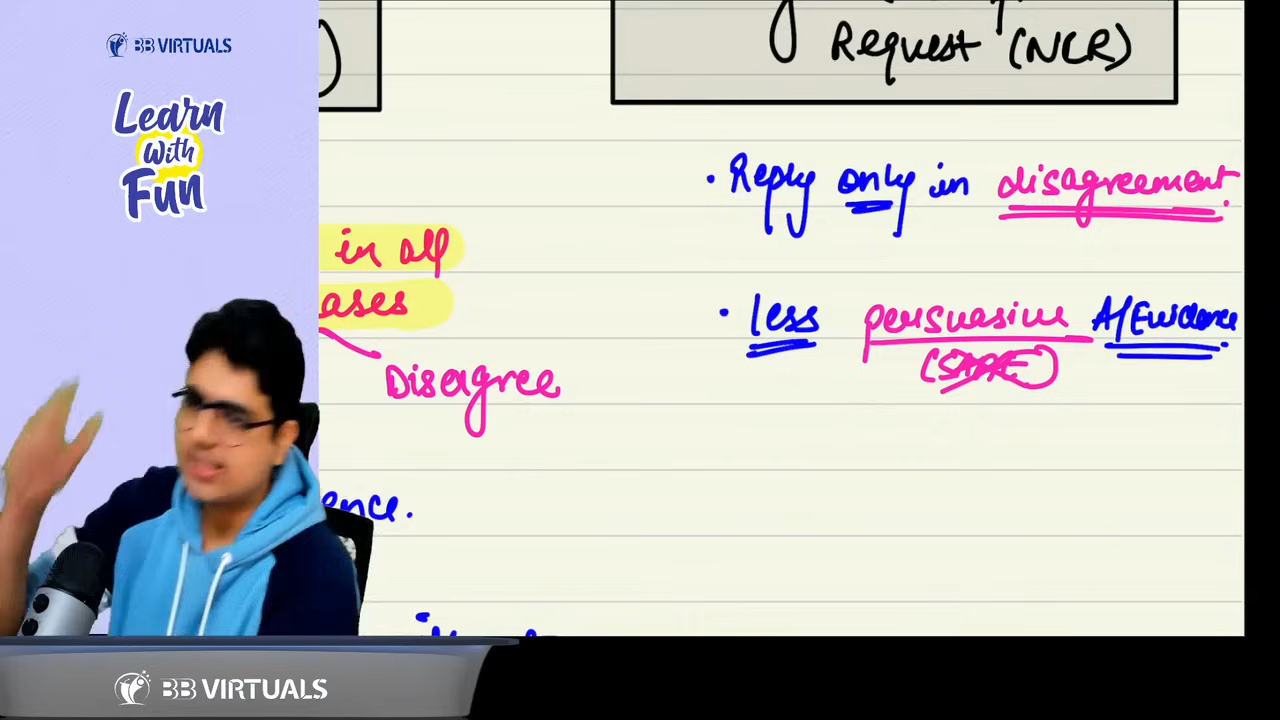 BB VIRTUALS
Learn
With
Fun
Request (NCR)
• Reply only in disagreement.
in all
ases
Disagree
• less persuasive A/Evidence
ence.
BB VIRTUALS